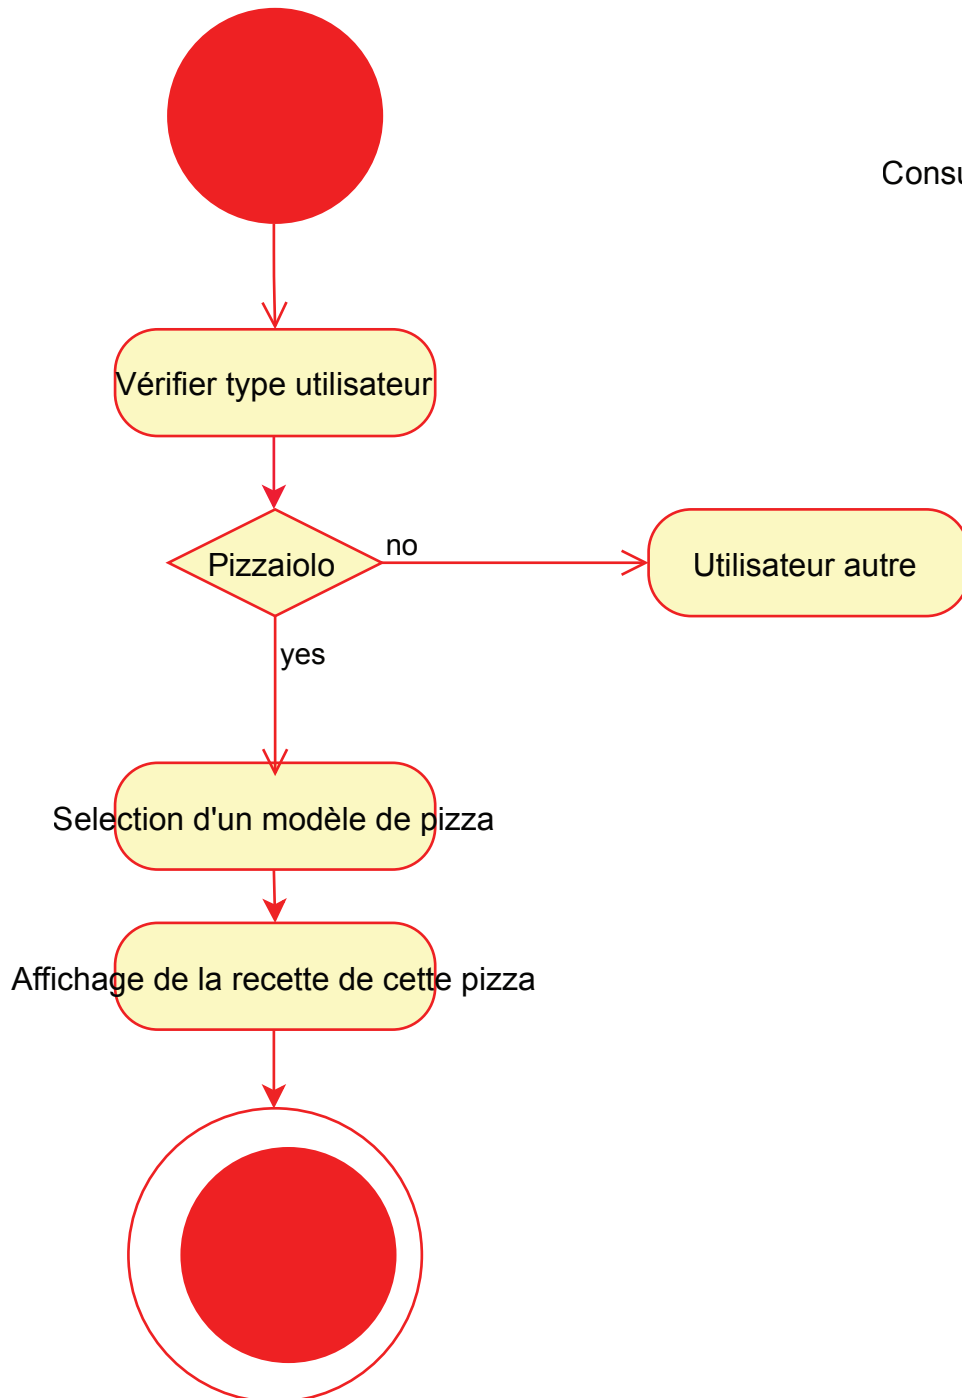 Vérifier type utilisateur
Pizzaiolo
no
Utilisateur autre
yes
Selection d'un modèle de pizza
Affichage de la recette de cette pizza